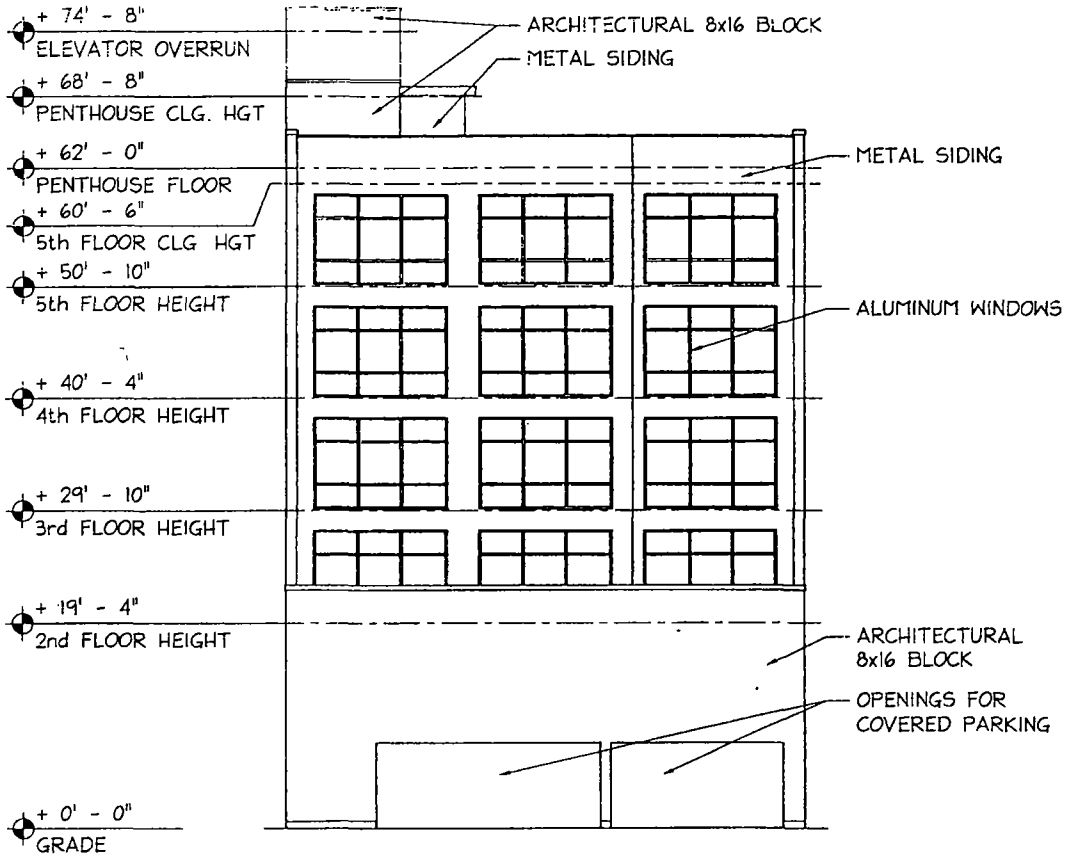 + 74' - 8"
ELEVATOR OVERRUN
+ 68' - 8"
PENTHOUSE CLG. HGT
+ 62' - 0"
PENTHOUSE FLOOR
+ 60' - 6"
5th FLOOR CLG HGT
+ 50' - 10"
5th FLOOR HEIGHT
+ 40' - 4"
4th FLOOR HEIGHT
+ 29' - 10"
3rd FLOOR HEIGHT
+ 19' - 4"
2nd FLOOR HEIGHT
+ 0' - 0"
GRADE
ARCHITECTURAL 8x16 BLOCK
METAL SIDING
METAL SIDING
ALUMINUM WINDOWS
ARCHITECTURAL
8x16 BLOCK
OPENINGS FOR
COVERED PARKING